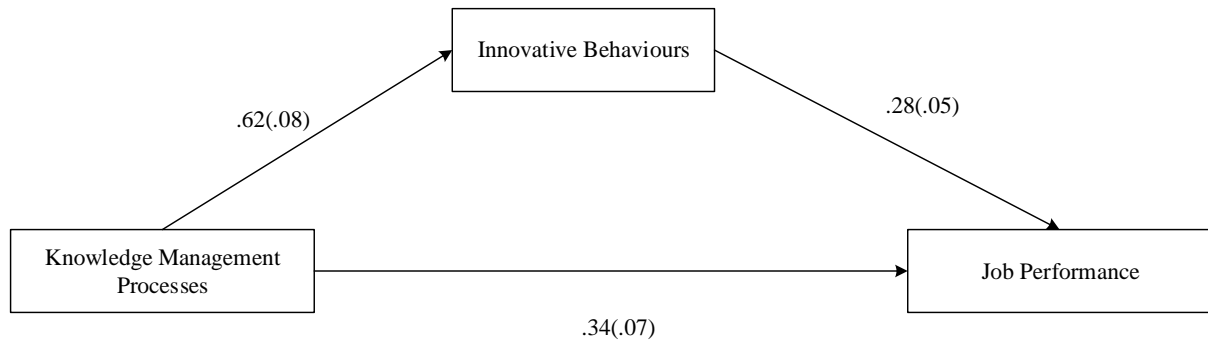 Innovative Behaviours
.62(.08)
.28(.05)
Knowledge Management
Processes
Job Performance
.34(.07)